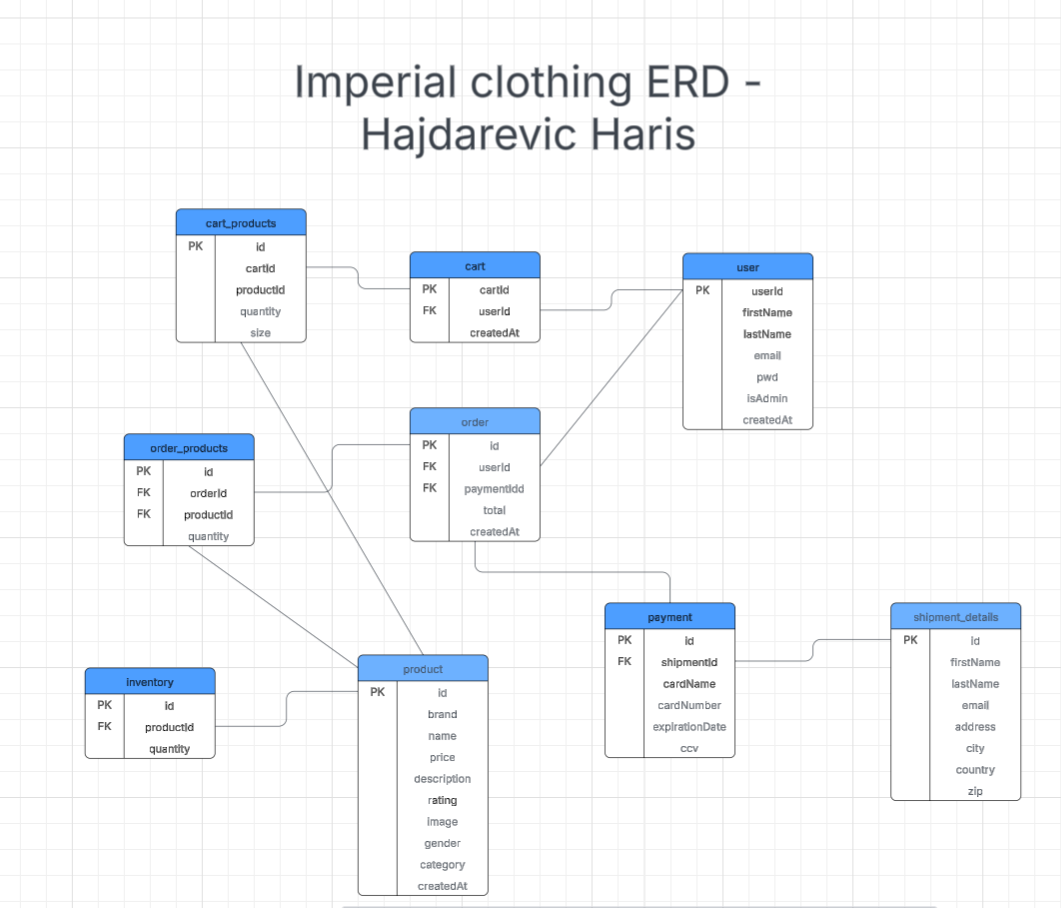 Imperial clothing ERD -
Hajdarevic Haris
cart_products
PK id
cartId
productId
quantity
size
cart
PK cartId
FK userId
createdAt
user
PK userId
firstName
lastName
email
pwd
isAdmin
createdAt
order_products
PK id
FK orderId
FK productId
quantity
order
PK id
FK userId
FK paymentIdd
total
createdAt
inventory
PK id
FK productId
quantity
product
PK id
brand
name
price
description
rating
image
gender
category
createdAt
payment
PK id
FK shipmentId
cardName
cardNumber
expirationDate
ccv
shipment_details
PK id
firstName
lastName
email
address
city
country
zip